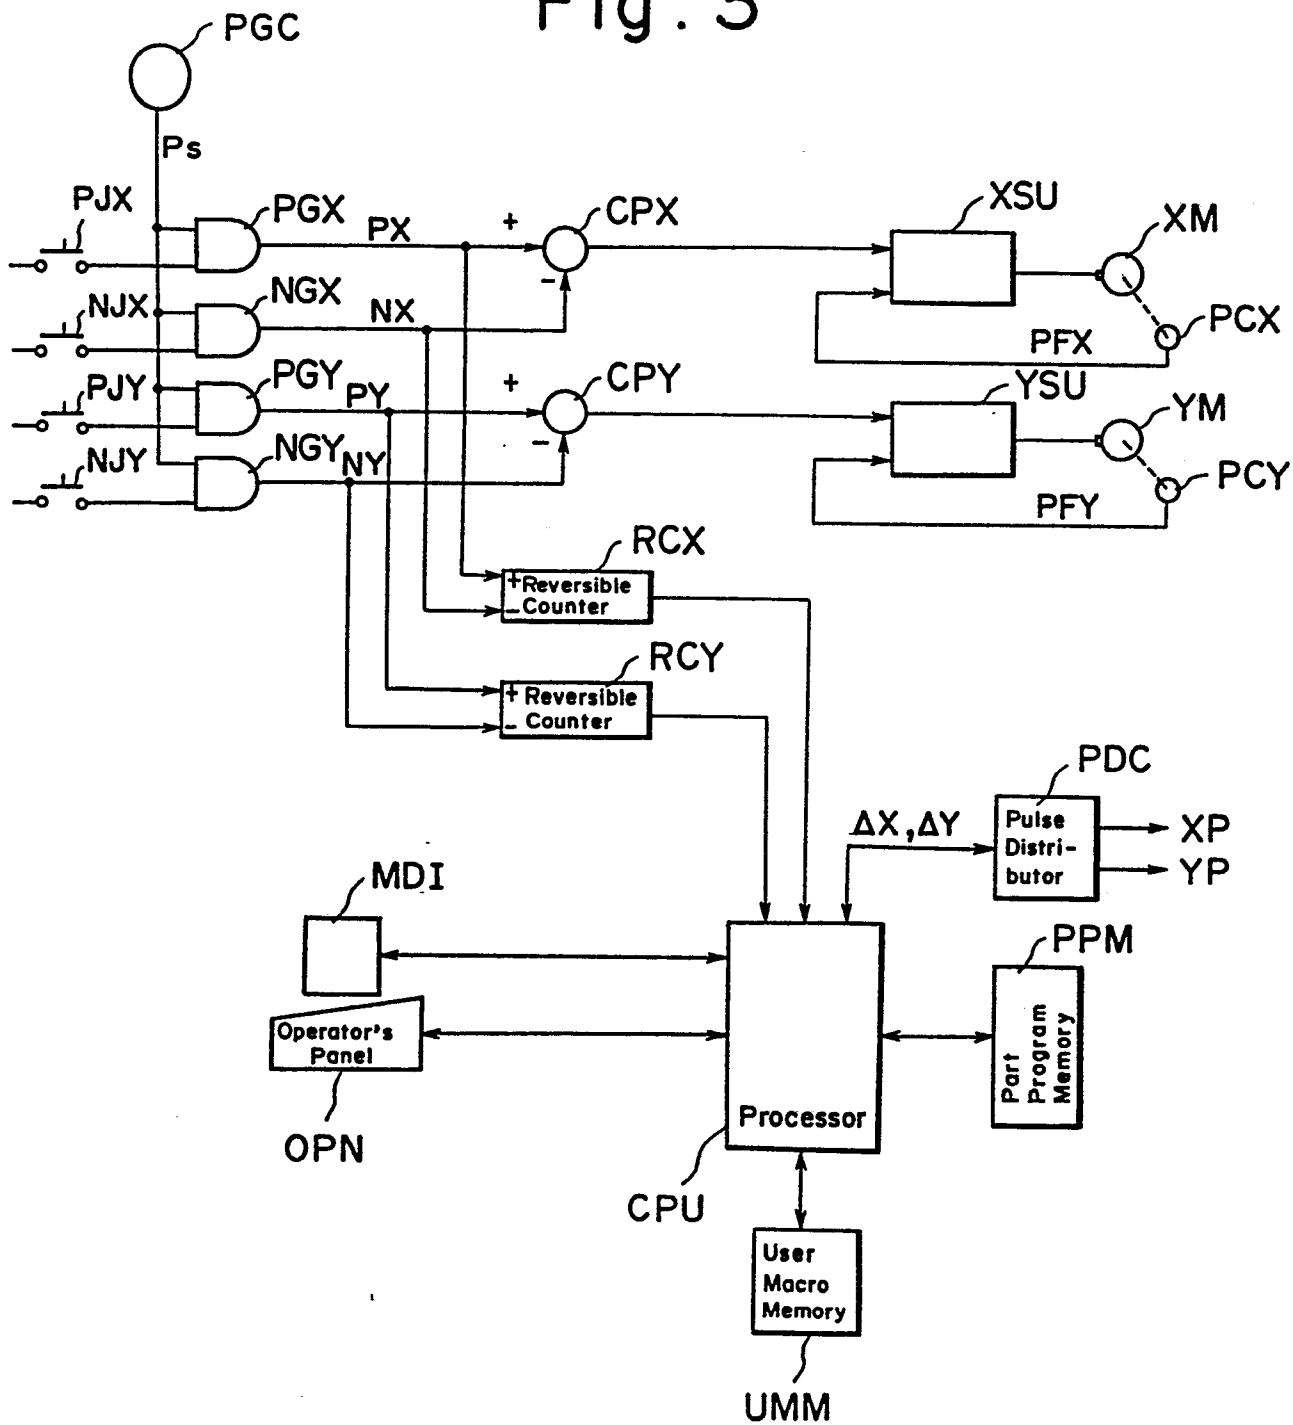 Fig. 3
PGC
Ps
PJX
PGX
PX
+
CPX
-
XSU
XM
NJX
NGX
NX
PCX
PFX
PJY
PGY
PY
+
CPY
-
YSU
YM
NJY
NGY
NY
PCY
PFY
RCX
+ Reversible
- Counter
RCY
+ Reversible
- Counter
PDC
ΔX, ΔY
Pulse
Distri-
butor
XP
YP
MDI
PPM
Part
Program
Memory
Operator's
Panel
OPN
Processor
CPU
User
Macro
Memory
UMM